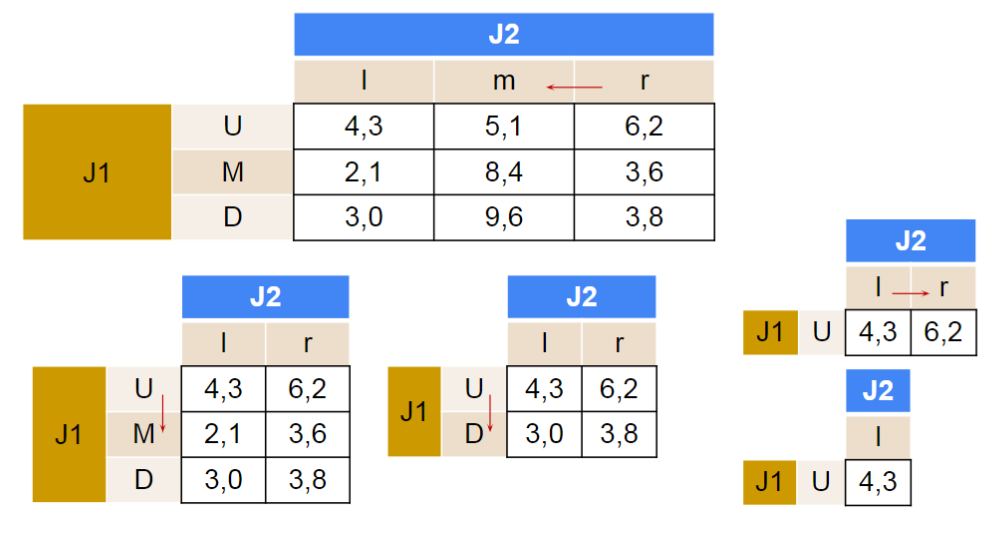 J2
l m r
J1 U 4,3 5,1 6,2
M 2,1 8,4 3,6
D 3,0 9,6 3,8
J2
l r
J1 U 4,3 6,2
M 2,1 3,6
D 3,0 3,8
J2
l r
J1 U 4,3 6,2
D 3,0 3,8
J2
l r
J1 U 4,3 6,2
J2
l
J1 U 4,3